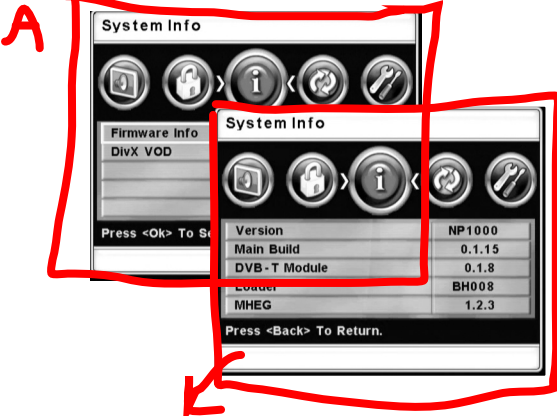 A
System Info
Firmware Info
DivX VOD
Press <Ok> To Se
System Info
Version NP1000
Main Build 0.1.15
DVB-T Module 0.1.8
Loader BH008
MHEG 1.2.3
Press <Back> To Return.